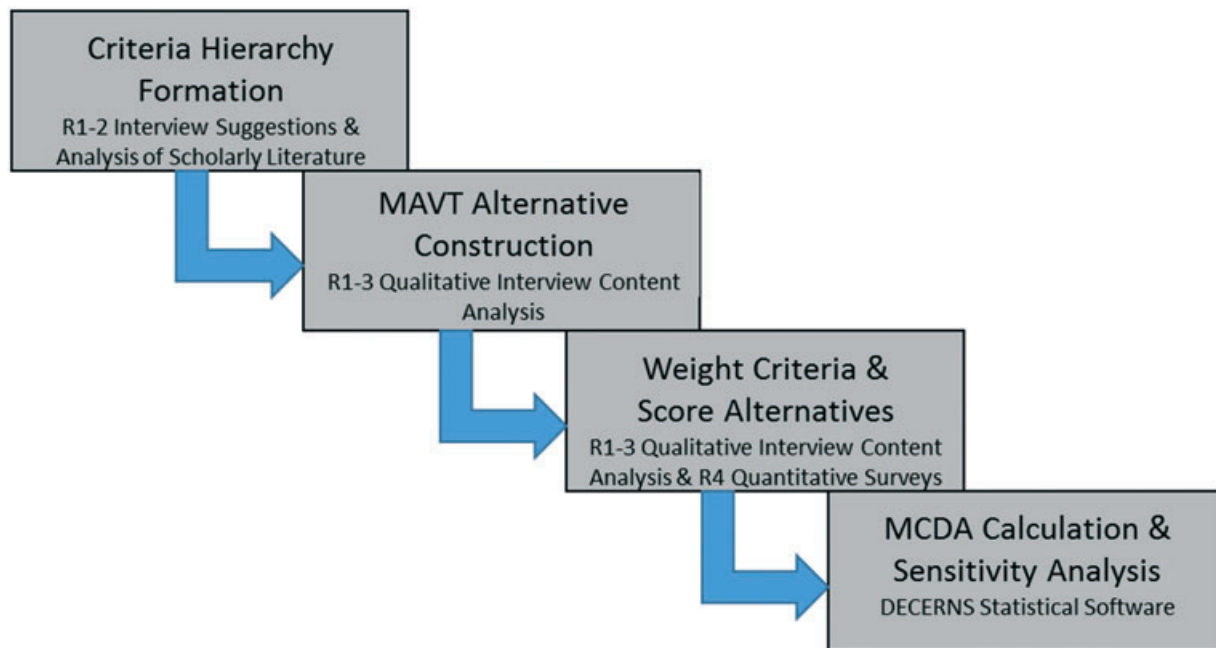 Criteria Hierarchy
Formation
R1-2 Interview Suggestions &
Analysis of Scholarly Literature
MAVT Alternative
Construction
R1-3 Qualitative Interview Content
Analysis
Weight Criteria &
Score Alternatives
R1-3 Qualitative Interview Content
Analysis & R4 Quantitative Surveys
MCDA Calculation &
Sensitivity Analysis
DECERNS Statistical Software